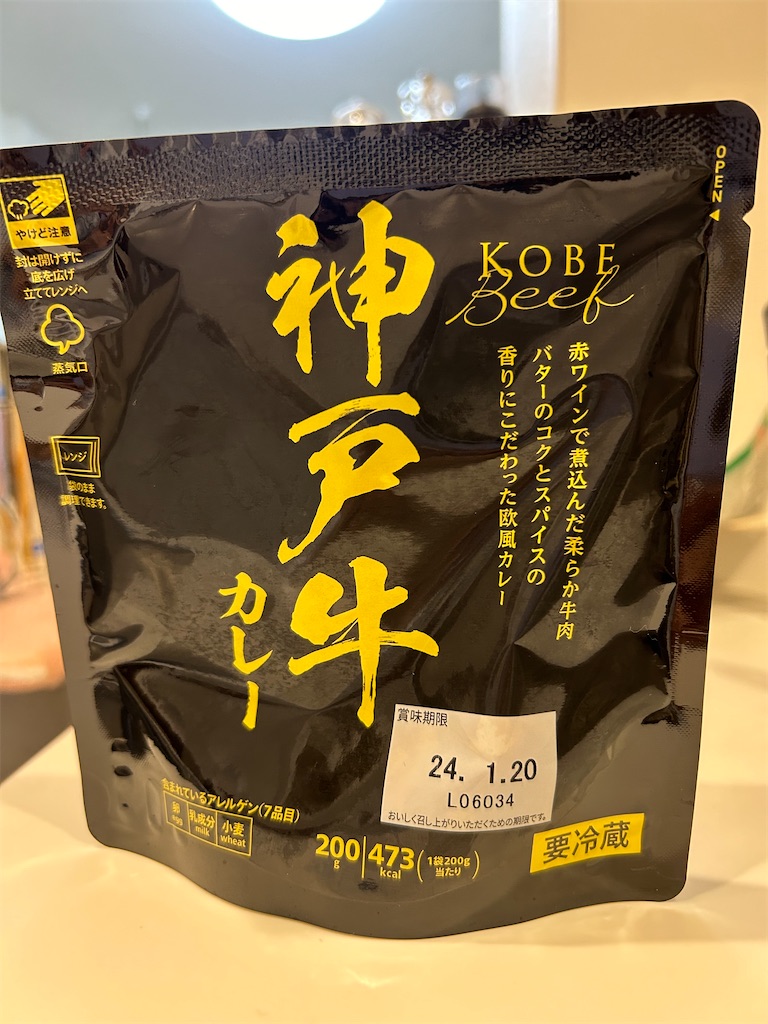 OPEN
やけど注意
封は開けずに
底を広げ
立ててレンジへ
蒸気口
レンジ
神戸牛
カレー
KOBE
Beef
赤ワインで煮込んだ柔らか牛肉
バターのコクとスパイスの
香りにこだわった欧風カレー
賞味期限
24. 1.20
L06034
おいしく召し上がりいただくための期限です。
要冷蔵
含まれているアレルゲン(7品目)
卵 乳成分 小麦
egg milk wheat
200g 473kcal (1袋200g当たり)